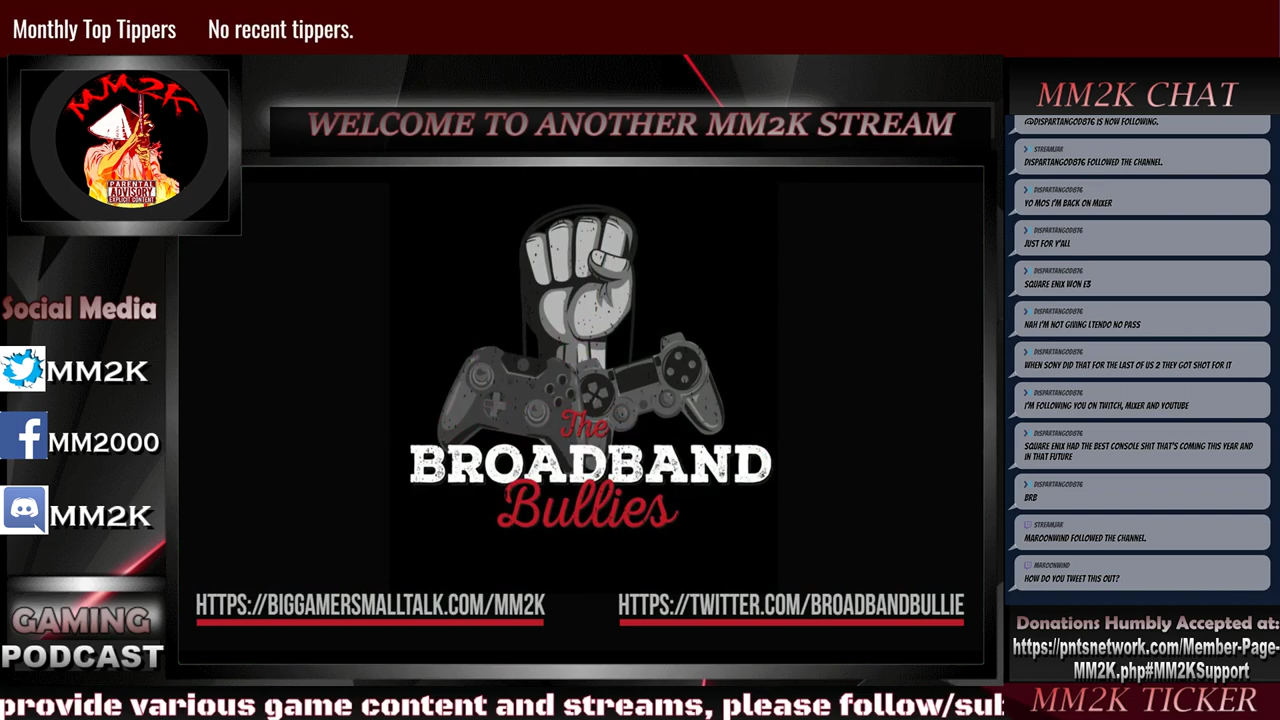 Monthly Top Tippers No recent tippers.
MM2K
PARENTAL
ADVISORY
EXPLICIT CONTENT
WELCOME TO ANOTHER MM2K STREAM
Social Media
MM2K
MM2000
MM2K
GAMING
PODCAST
The
BROADBAND
Bullies
HTTPS://BIGGAMERSMALLTALK.COM/MM2K
HTTPS://TWITTER.COM/BROADBANDBULLIE
MM2K CHAT
@DISPARTANGOD876 IS NOW FOLLOWING.
STREAMJAR
DISPARTANGOD876 FOLLOWED THE CHANNEL.
DISPARTANGOD876
YO MOS I'M BACK ON MIXER
DISPARTANGOD876
JUST FOR Y'ALL
DISPARTANGOD876
SQUARE ENIX WON E3
DISPARTANGOD876
NAH I'M NOT GIVING LTENDO NO PASS
DISPARTANGOD876
WHEN SONY DID THAT FOR THE LAST OF US 2 THEY GOT SHOT FOR IT
DISPARTANGOD876
I'M FOLLOWING YOU ON TWITCH, MIXER AND YOUTUBE
DISPARTANGOD876
SQUARE ENIX HAD THE BEST CONSOLE SHIT THAT'S COMING THIS YEAR AND
IN THAT FUTURE
DISPARTANGOD876
BRB
STREAMJAR
MAROONWIND FOLLOWED THE CHANNEL.
MAROONWIND
HOW DO YOU TWEET THIS OUT?
Donations Humbly Accepted at:
https://pntsnetwork.com/Member-Page-
MM2K.php#MM2KSupport
provide various game content and streams, please follow/sub
MM2K TICKER